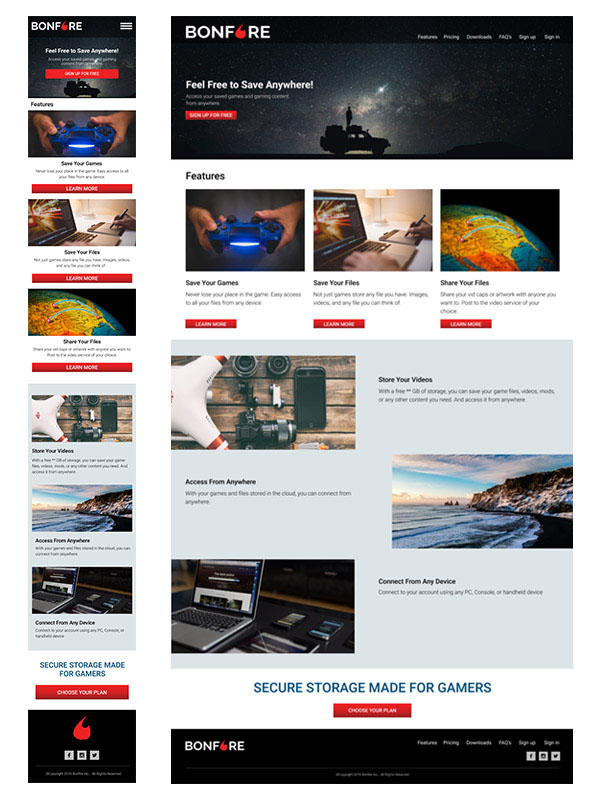 BONFORE
Feel Free to Save Anywhere!
Access your saved games and gaming content
from anywhere.
SIGN UP FOR FREE
Features
Save Your Games
Never lose your place in the game. Easy access to
all your files from any device.
LEARN MORE
Save Your Files
Not just games store any file you have. Images, videos,
and any file you can think of.
LEARN MORE
Share Your Files
Share your vid caps or artwork with anyone you want to.
Post to the video service of your choice.
LEARN MORE
Store Your Videos
With a free ** GB of storage, you can save your game
files, videos, mods, or any other content you need. And
access it from anywhere.
Access From Anywhere
With your games and files stored in the cloud, you can
connect from anywhere.
Connect From Any Device
Connect to your account using any PC, Console, or
handheld device
SECURE STORAGE MADE
FOR GAMERS
CHOOSE YOUR PLAN
©Copyright 2016 Bonfire Inc., All Rights Reserved
BONFORE
Features Pricing Downloads FAQ's Sign up Sign in
Feel Free to Save Anywhere!
Access your saved games and gaming content
from anywhere.
SIGN UP FOR FREE
Features
Save Your Games
Never lose your place in the game. Easy access
to all your files from any device.
LEARN MORE
Save Your Files
Not just games store any file you have. Images,
videos, and any file you can think of.
LEARN MORE
Share Your Files
Share your vid caps or artwork with anyone you
want to. Post to the video service of your
choice.
LEARN MORE
Store Your Videos
With a free ** GB of storage, you can save your game files, videos, mods,
or any other content you need. And access it from anywhere.
Access From Anywhere
With your games and files stored in the cloud, you can connect from
anywhere.
Connect From Any Device
Connect to your account using any PC, Console, or handheld device
SECURE STORAGE MADE FOR GAMERS
CHOOSE YOUR PLAN
BONFORE
Features Pricing Downloads FAQ's Sign up Sign in
©Copyright 2016 Bonfire Inc., All Rights Reserved